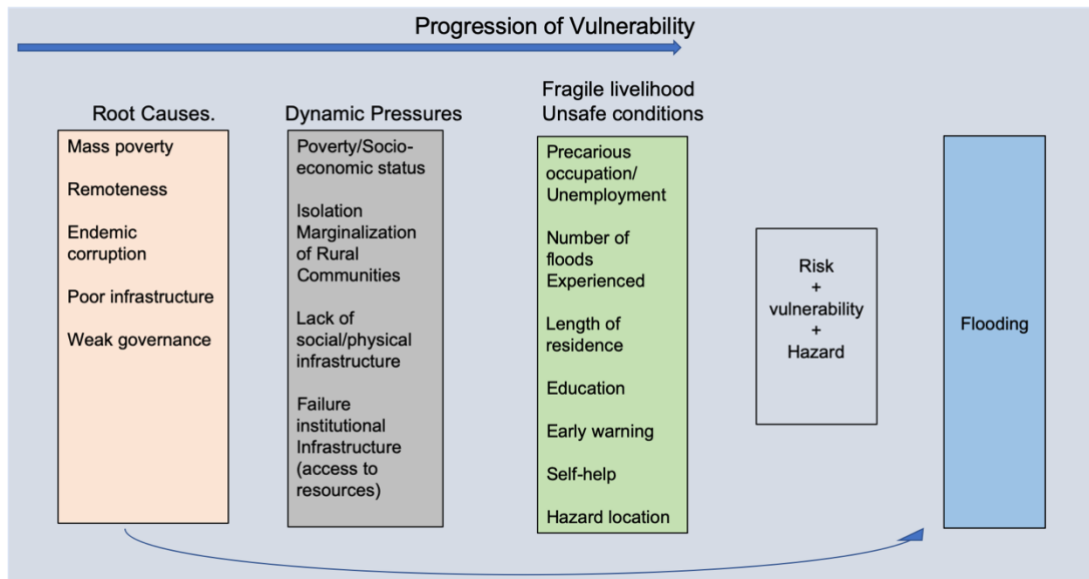 Progression of Vulnerability
Root Causes.
Mass poverty
Remoteness
Endemic
corruption
Poor infrastructure
Weak governance
Dynamic Pressures
Poverty/Socio-
economic status
Isolation
Marginalization
of Rural
Communities
Lack of
social/physical
infrastructure
Failure
institutional
Infrastructure
(access to
resources)
Fragile livelihood
Unsafe conditions
Precarious
occupation/
Unemployment
Number of
floods
Experienced
Length of
residence
Education
Early warning
Self-help
Hazard location
Risk
+
vulnerability
+
Hazard
Flooding